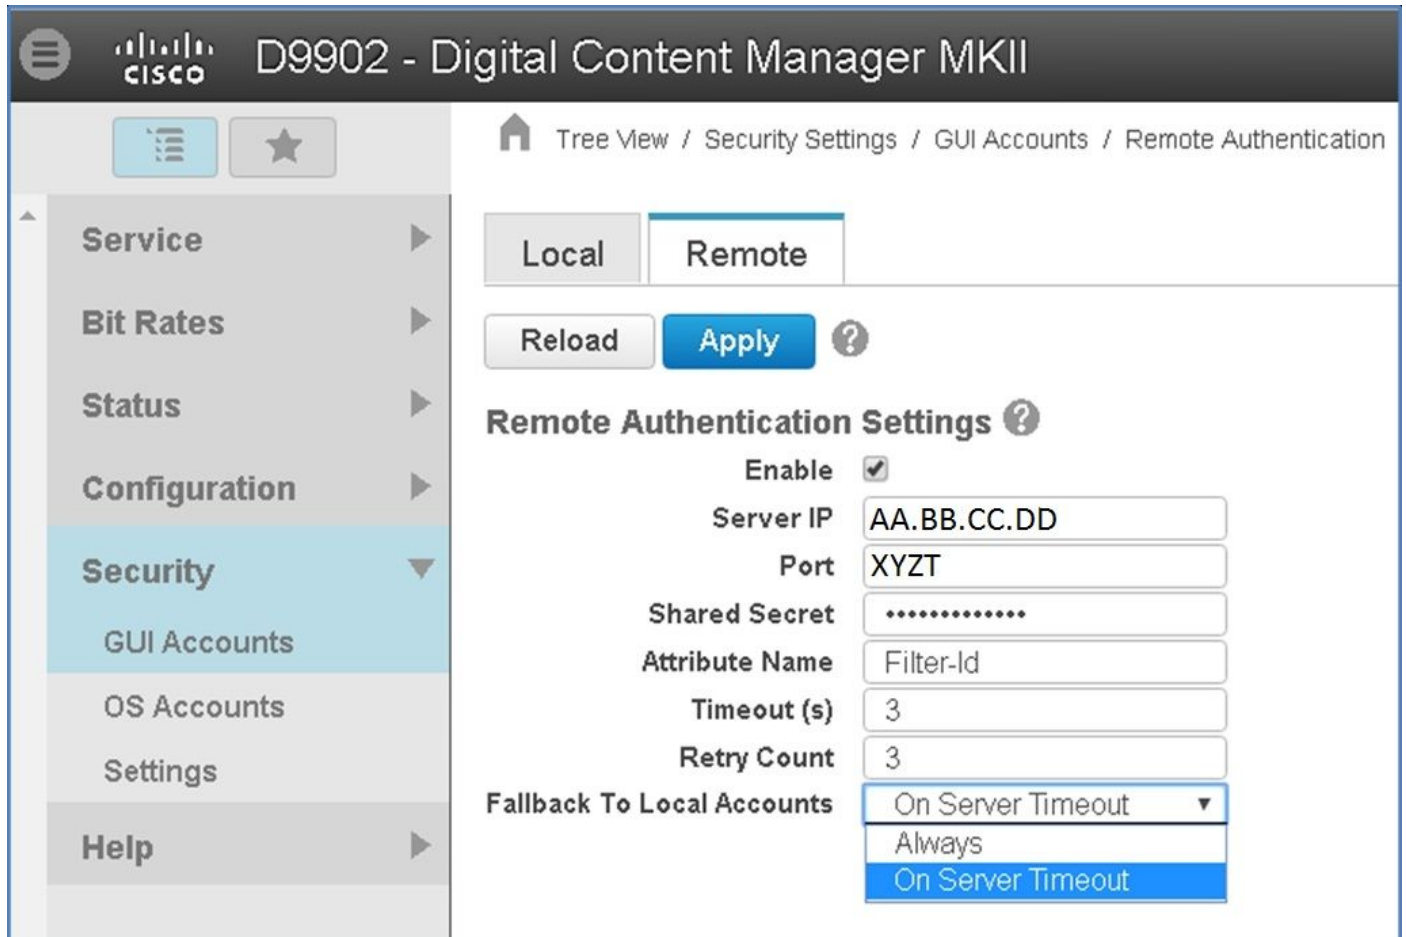 CISCO D9902 - Digital Content Manager MKII
Tree View / Security Settings / GUI Accounts / Remote Authentication
Service
Bit Rates
Status
Configuration
Security
GUI Accounts
OS Accounts
Settings
Help
Local Remote
Reload Apply ?
Remote Authentication Settings ?
Enable
Server IP AA.BB.CC.DD
Port XYZT
Shared Secret •••••••••••••
Attribute Name Filter-Id
Timeout (s) 3
Retry Count 3
Fallback To Local Accounts On Server Timeout
Always
On Server Timeout